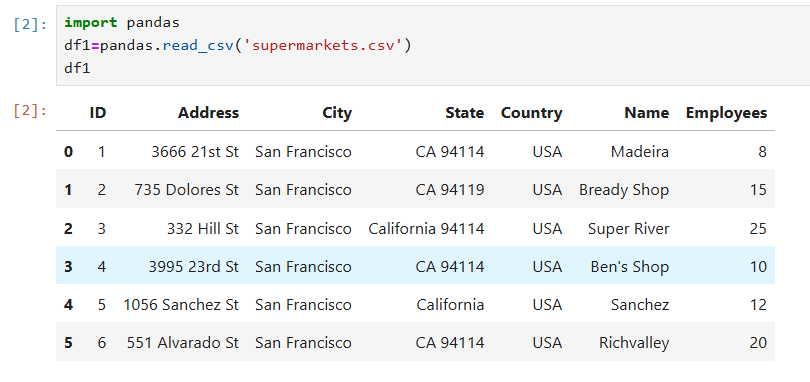 [2]: import pandas
df1=pandas.read_csv('supermarkets.csv')
df1
[2]: ID Address City State Country Name Employees
0 1 3666 21st St San Francisco CA 94114 USA Madeira 8
1 2 735 Dolores St San Francisco CA 94119 USA Bready Shop 15
2 3 332 Hill St San Francisco California 94114 USA Super River 25
3 4 3995 23rd St San Francisco CA 94114 USA Ben's Shop 10
4 5 1056 Sanchez St San Francisco California USA Sanchez 12
5 6 551 Alvarado St San Francisco CA 94114 USA Richvalley 20